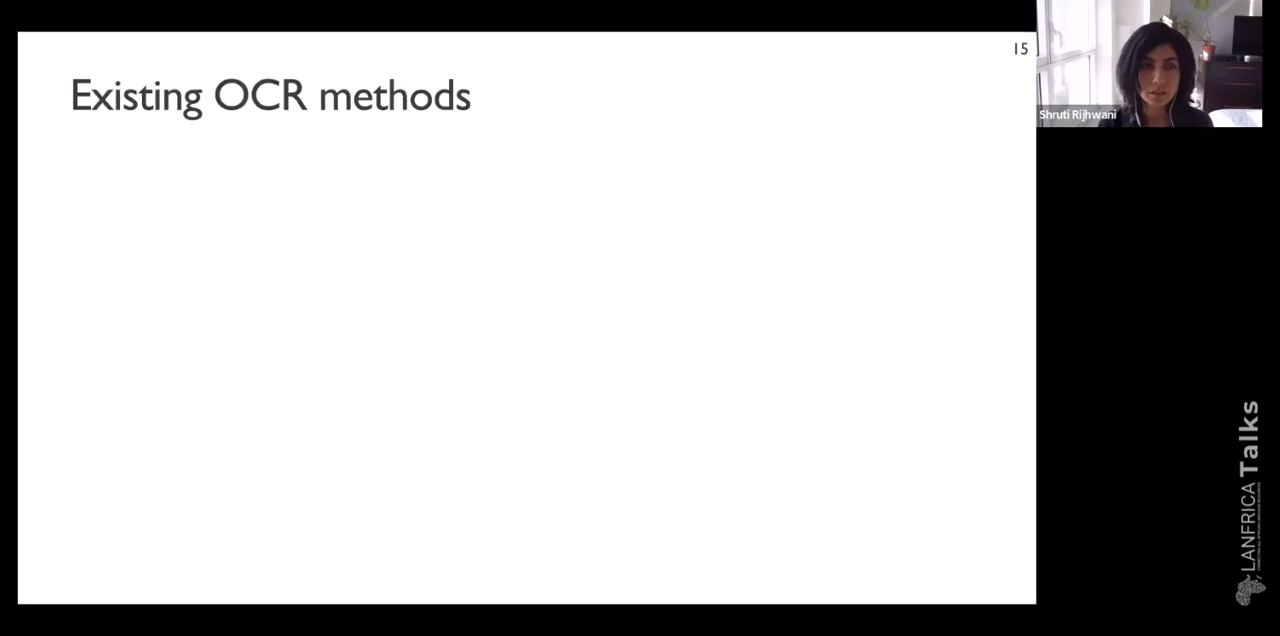 15
Existing OCR methods
Shruti Rijhwani
LANFRICA Talks